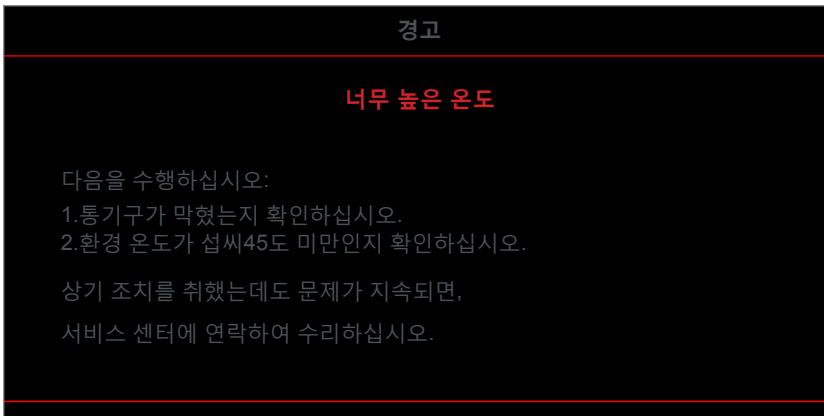 경고
너무 높은 온도
다음을 수행하십시오:
1.통기구가 막혔는지 확인하십시오.
2.환경 온도가 섭씨45도 미만인지 확인하십시오.
상기 조치를 취했는데도 문제가 지속되면,
서비스 센터에 연락하여 수리하십시오.